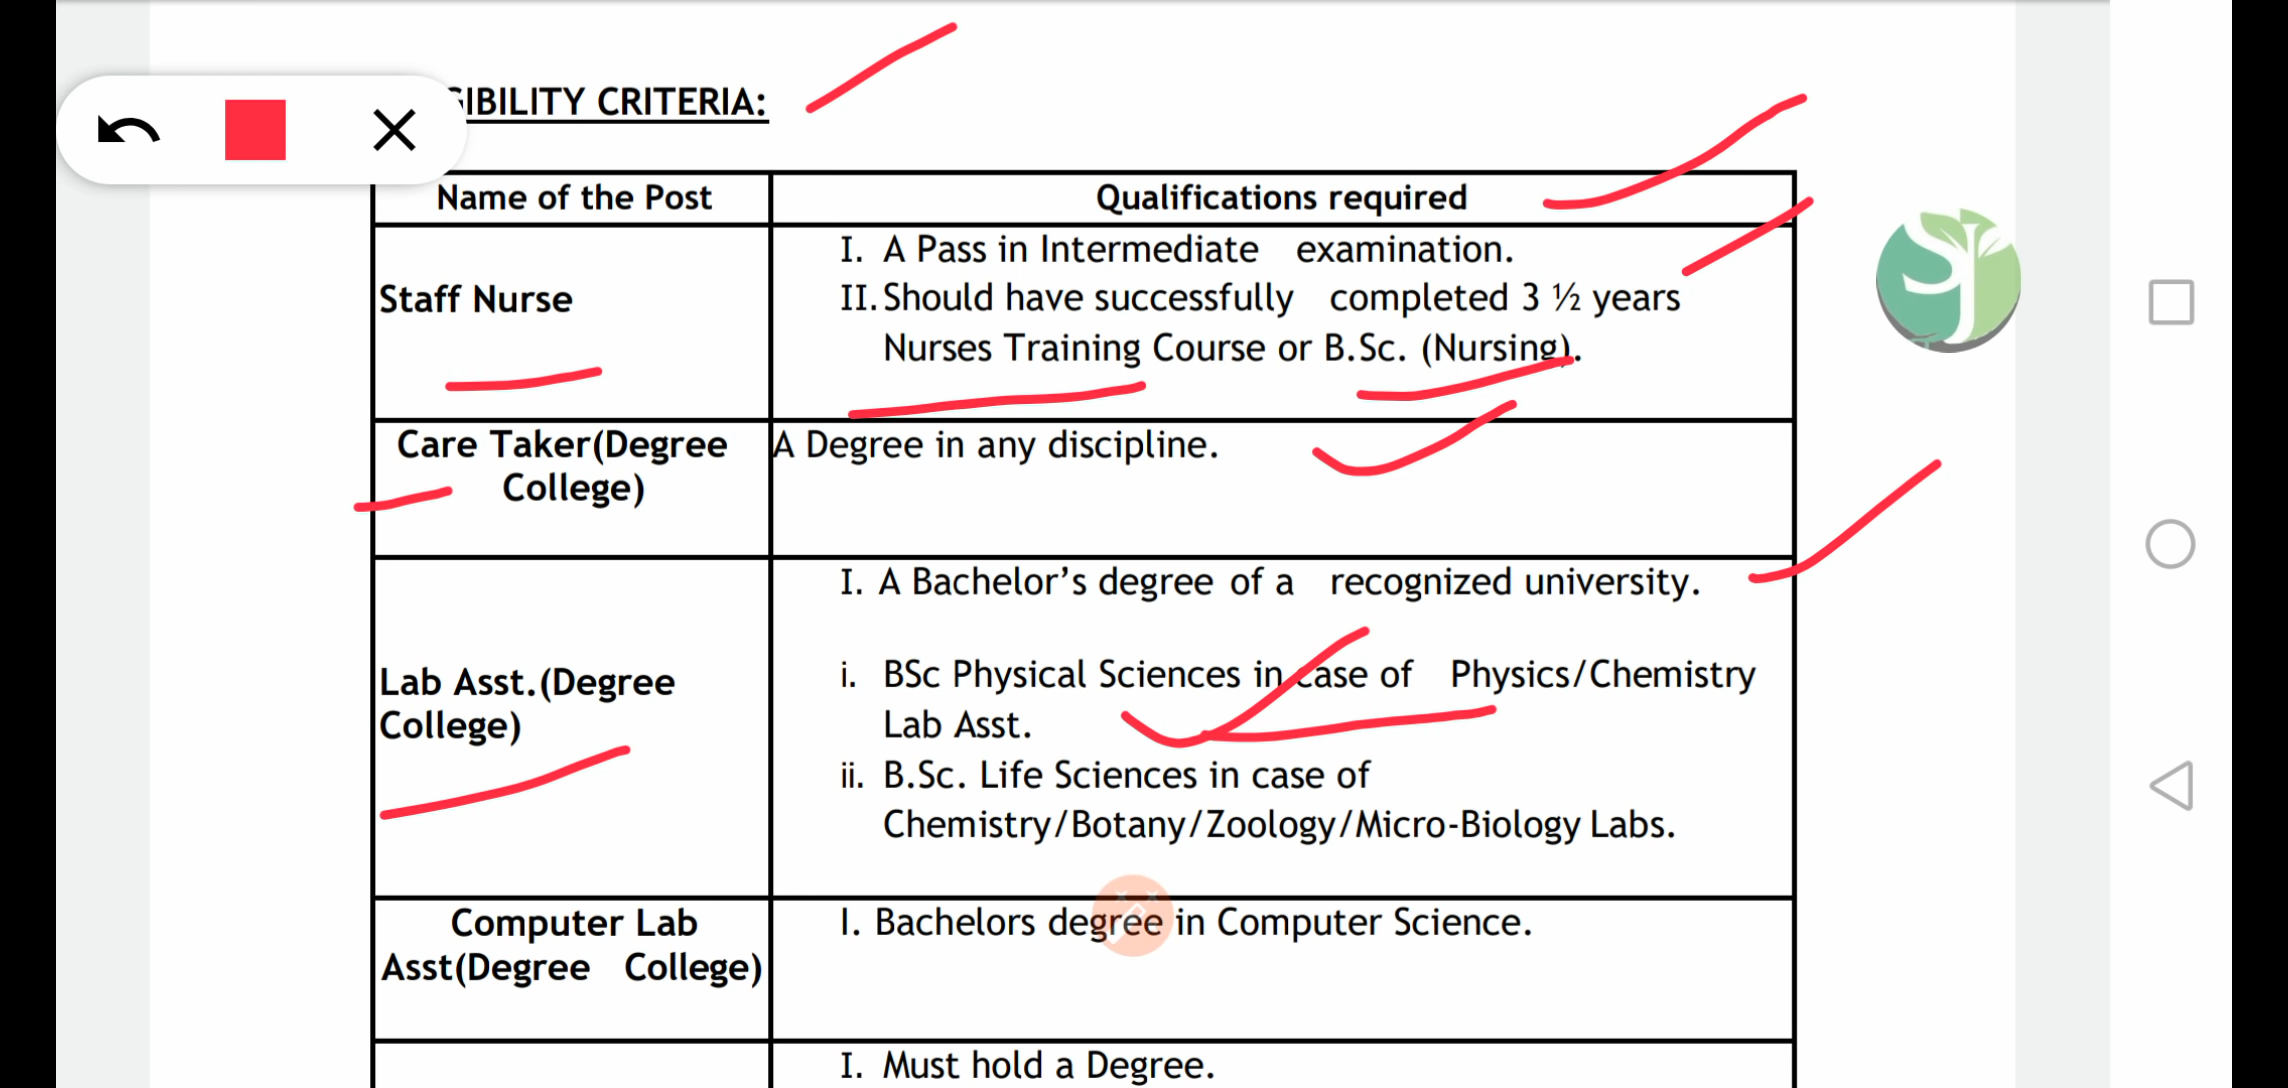 GIBILITY CRITERIA:
Name of the Post
Qualifications required
Staff Nurse
I. A Pass in Intermediate examination.
II. Should have successfully completed 3 ½ years
Nurses Training Course or B.Sc. (Nursing).
Care Taker(Degree
College)
A Degree in any discipline.
Lab Asst.(Degree
College)
I. A Bachelor’s degree of a recognized university.
i. BSc Physical Sciences in case of Physics/Chemistry
Lab Asst.
ii. B.Sc. Life Sciences in case of
Chemistry/Botany/Zoology/Micro-Biology Labs.
Computer Lab
Asst(Degree College)
I. Bachelors degree in Computer Science.
I. Must hold a Degree.